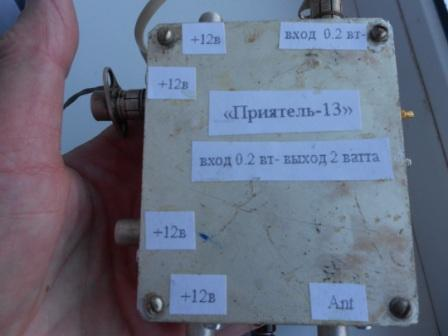 +12в
вход 0.2 вт-
+12в
«Приятель-13»
вход 0.2 вт- выход 2 ватта
+12в
+12в
Ant